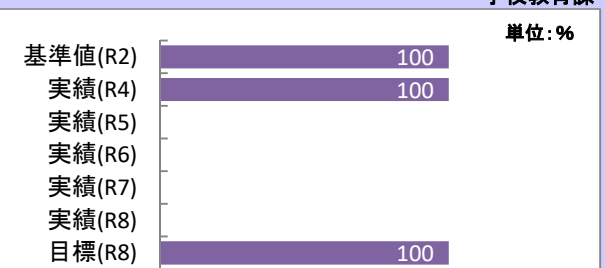 単位:%
基準値(R2) 100
実績(R4) 100
実績(R5)
実績(R6)
実績(R7)
実績(R8)
目標(R8) 100